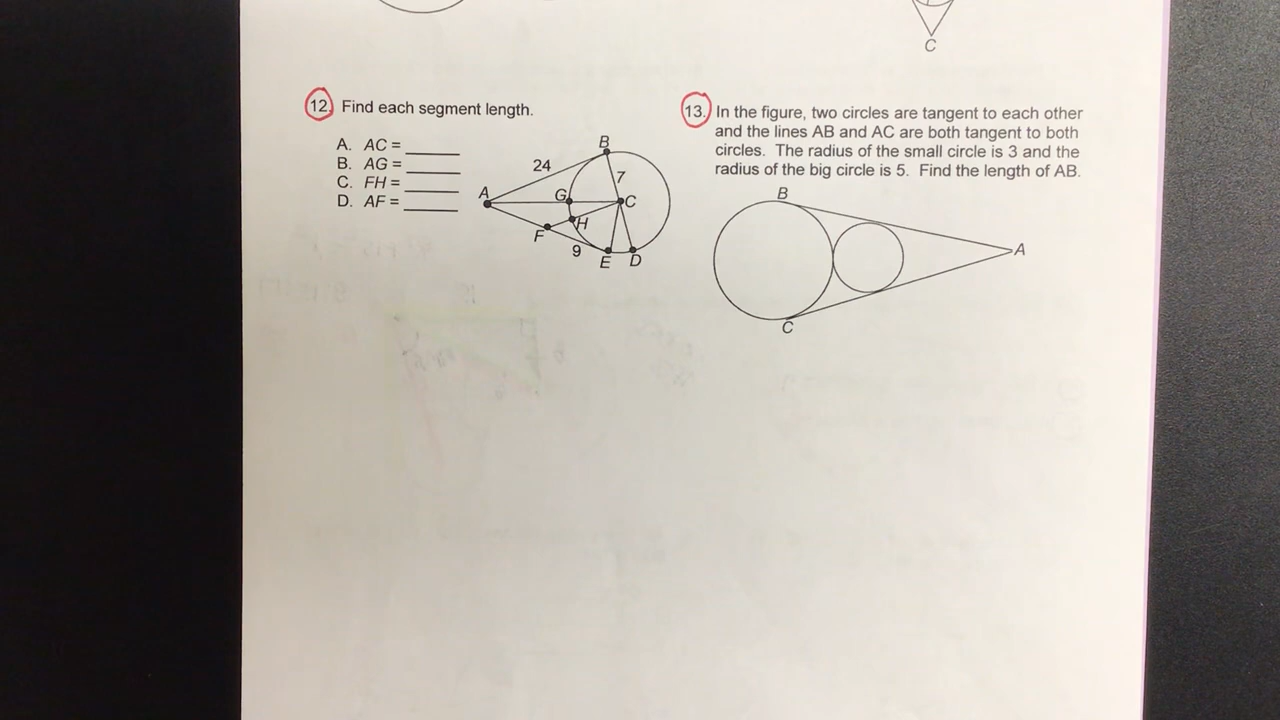 C
12. Find each segment length.
A. AC = ______
B. AG = ______
C. FH = ______
D. AF = ______
B
24
7
A
G
C
H
F
9
E
D
13. In the figure, two circles are tangent to each other
and the lines AB and AC are both tangent to both
circles. The radius of the small circle is 3 and the
radius of the big circle is 5. Find the length of AB.
B
A
C